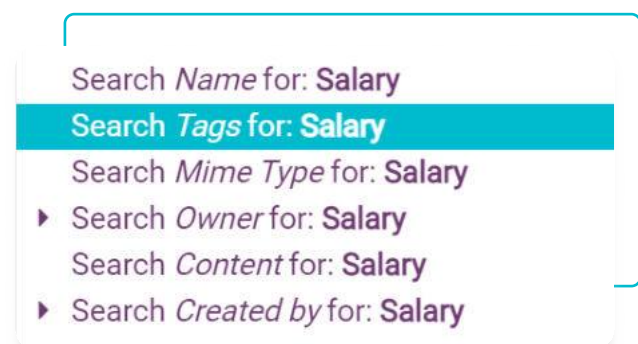 Search Name for: Salary
Search Tags for: Salary
Search Mime Type for: Salary
Search Owner for: Salary
Search Content for: Salary
Search Created by for: Salary